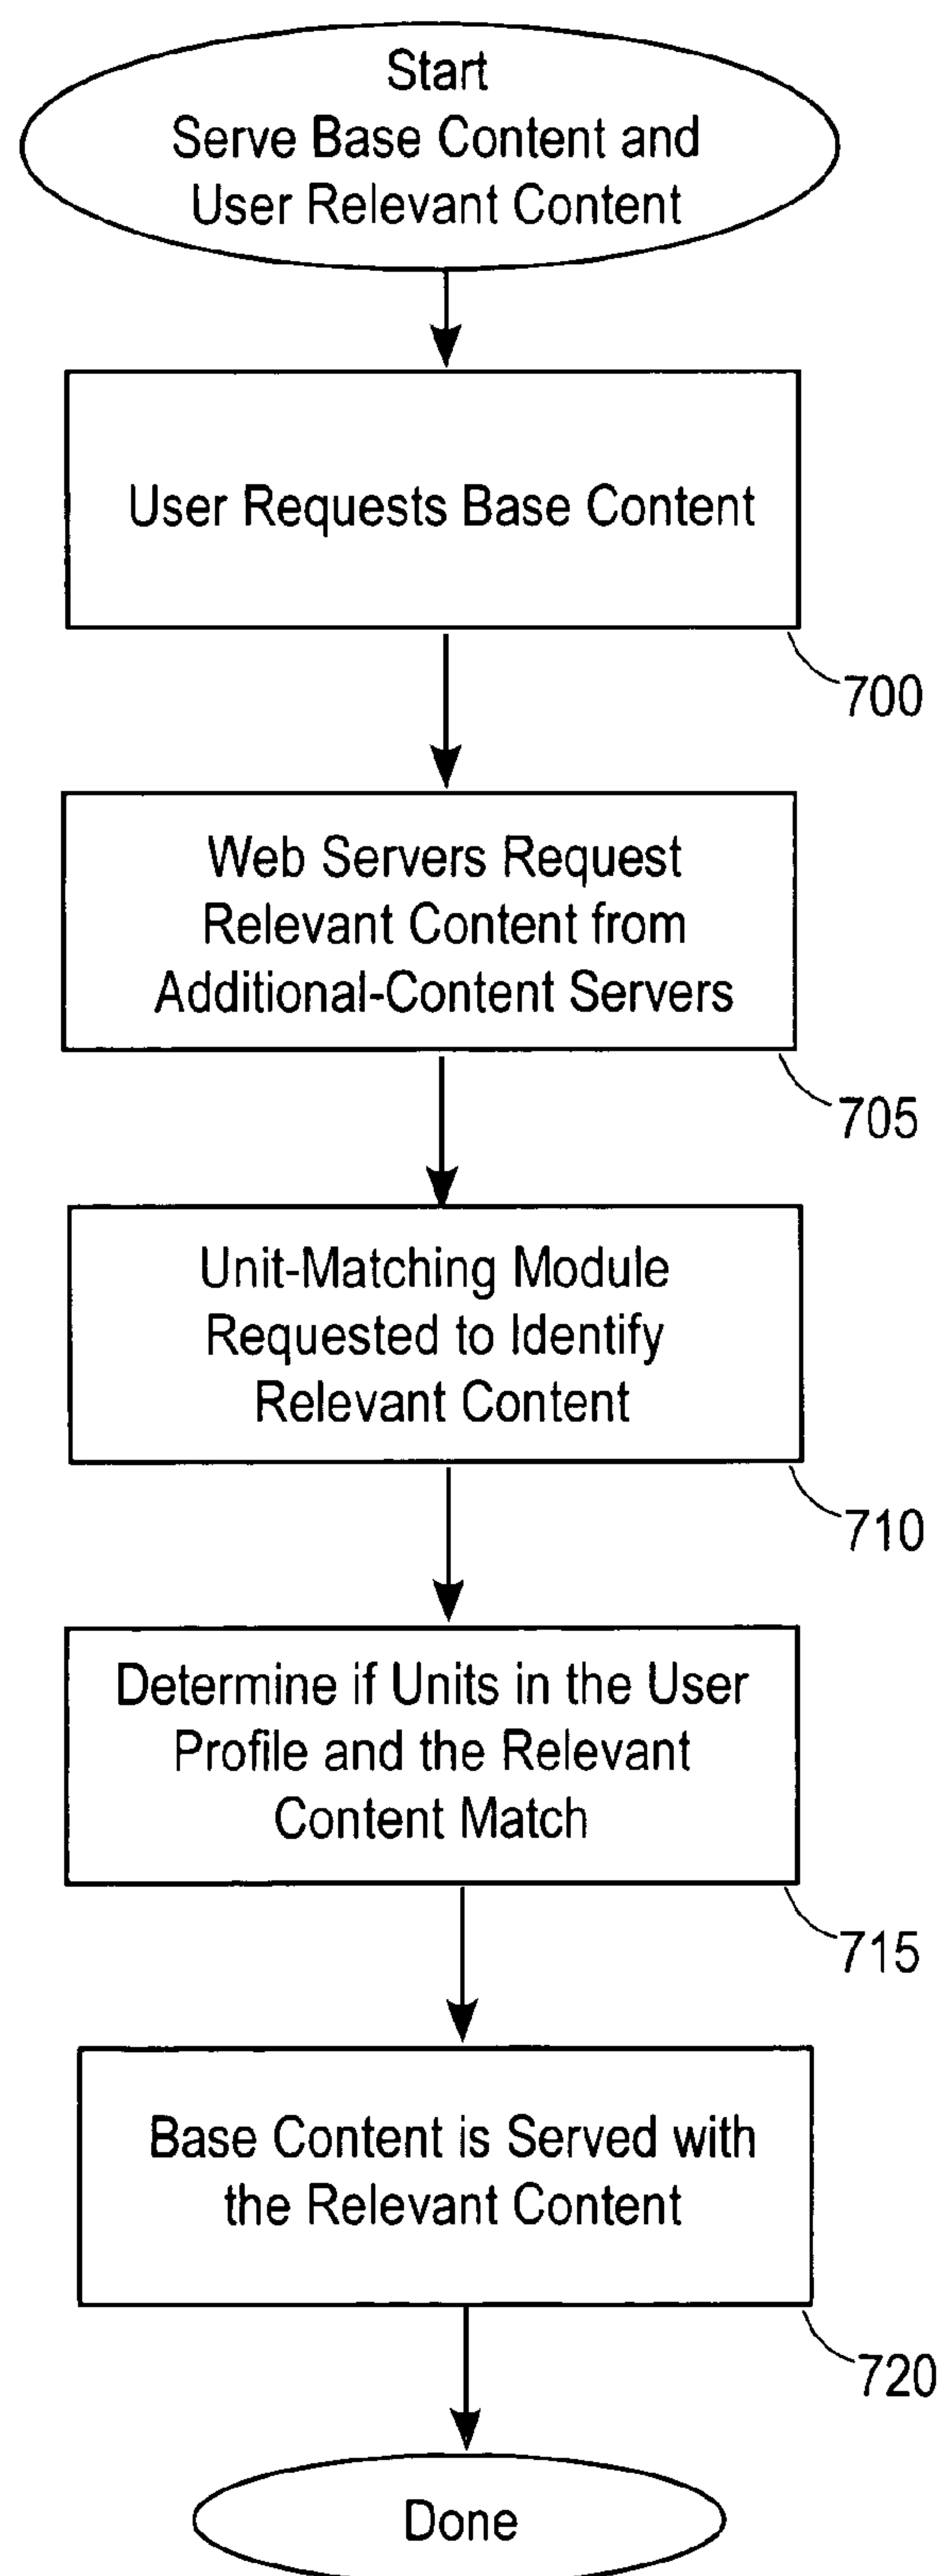 Start
Serve Base Content and
User Relevant Content
User Requests Base Content
700
Web Servers Request
Relevant Content from
Additional-Content Servers
705
Unit-Matching Module
Requested to Identify
Relevant Content
710
Determine if Units in the User
Profile and the Relevant
Content Match
715
Base Content is Served with
the Relevant Content
720
Done